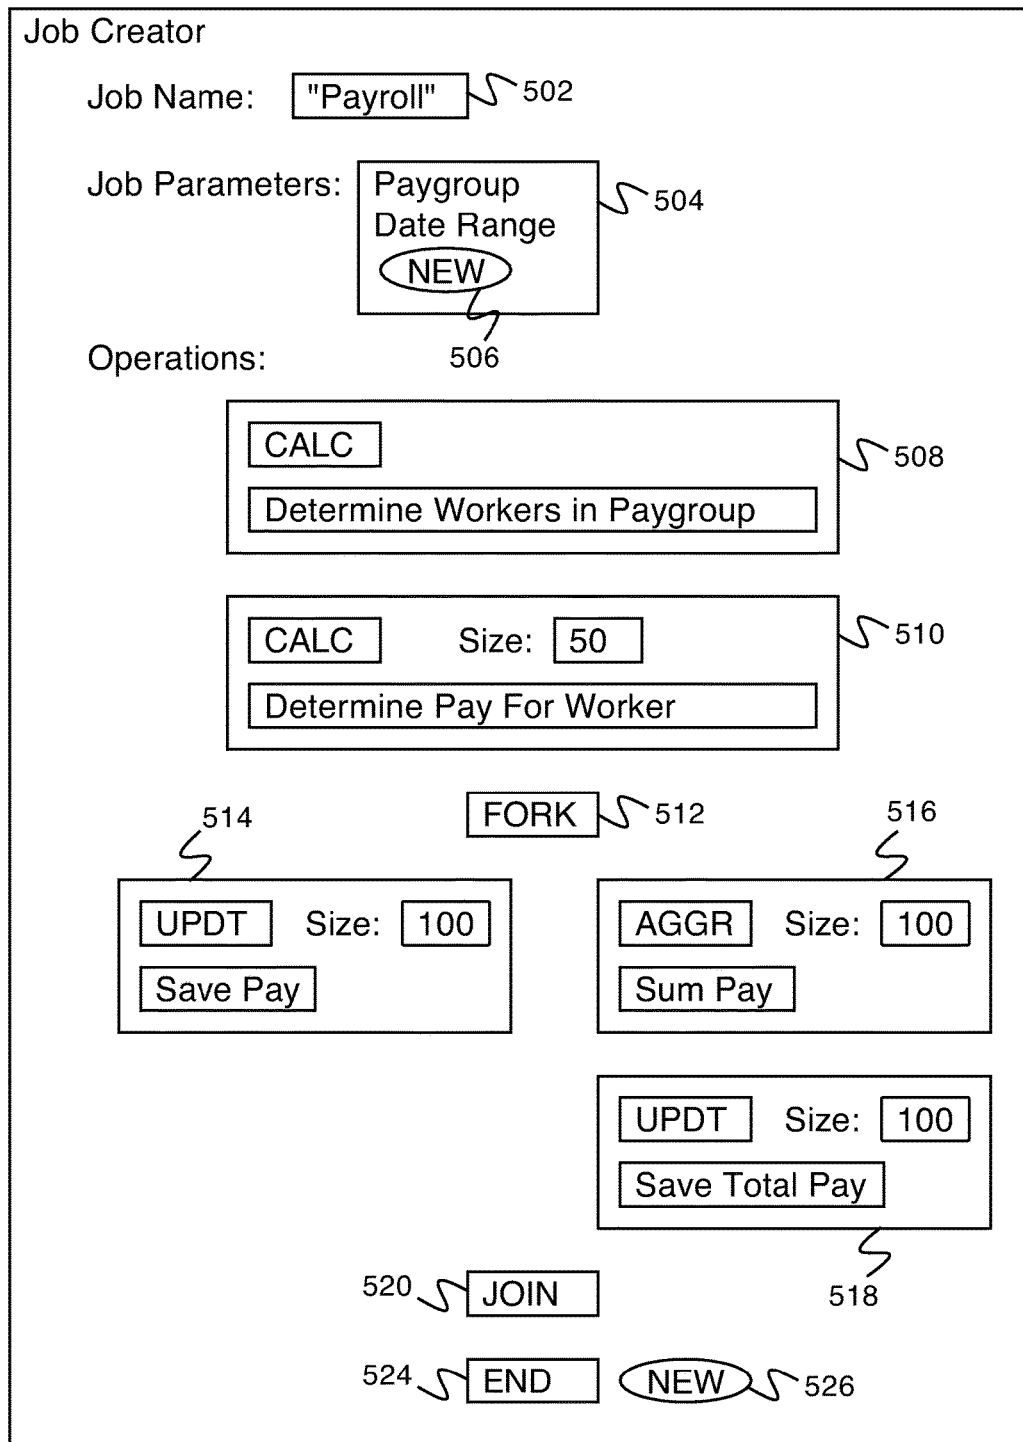 Job Creator
Job Name: "Payroll" 502
Job Parameters: Paygroup 504
Date Range
NEW
506
Operations:
CALC 508
Determine Workers in Paygroup
CALC Size: 50 510
Determine Pay For Worker
514 FORK 512 516
UPDT Size: 100 AGGR Size: 100
Save Pay Sum Pay
UPDT Size: 100
Save Total Pay
520 JOIN 518
524 END NEW 526